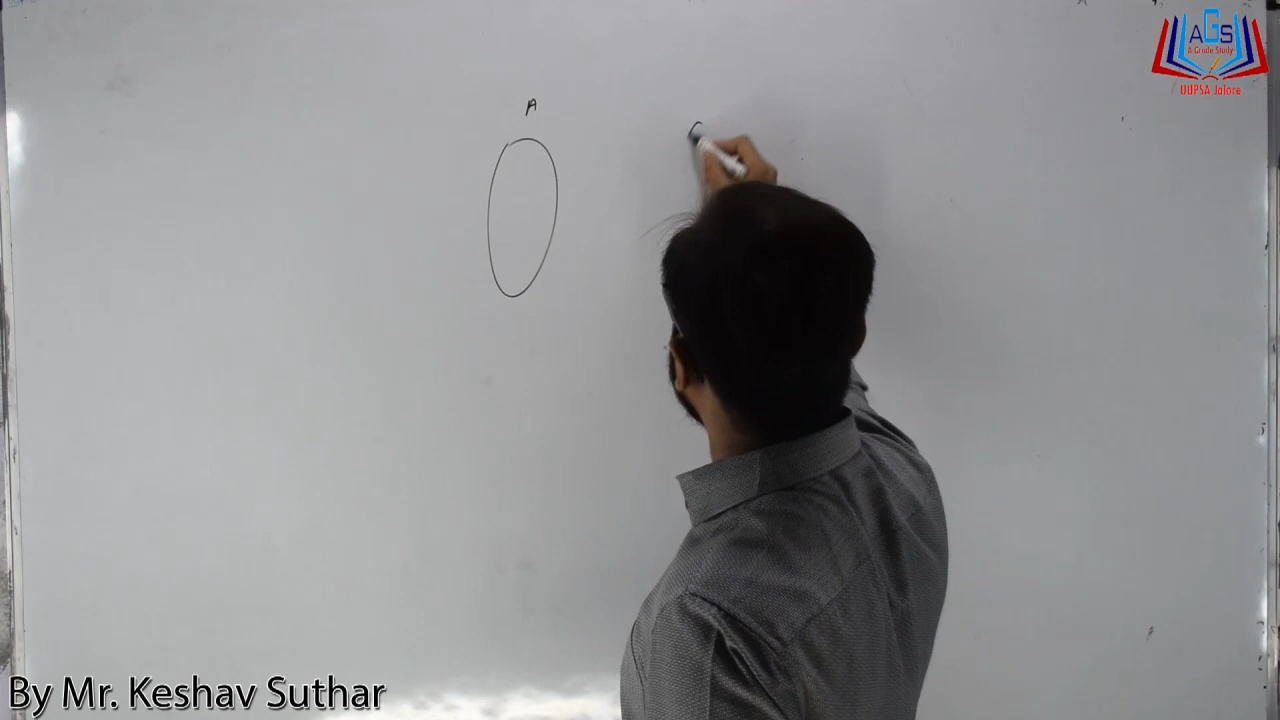 AGS
A Grade Study
UUPSA Jalore
A
By Mr. Keshav Suthar